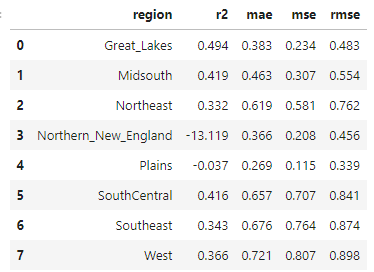 region r2 mae mse rmse
0 Great_Lakes 0.494 0.383 0.234 0.483
1 Midsouth 0.419 0.463 0.307 0.554
2 Northeast 0.332 0.619 0.581 0.762
3 Northern_New_England -13.119 0.366 0.208 0.456
4 Plains -0.037 0.269 0.115 0.339
5 SouthCentral 0.416 0.657 0.707 0.841
6 Southeast 0.343 0.676 0.764 0.874
7 West 0.366 0.721 0.807 0.898